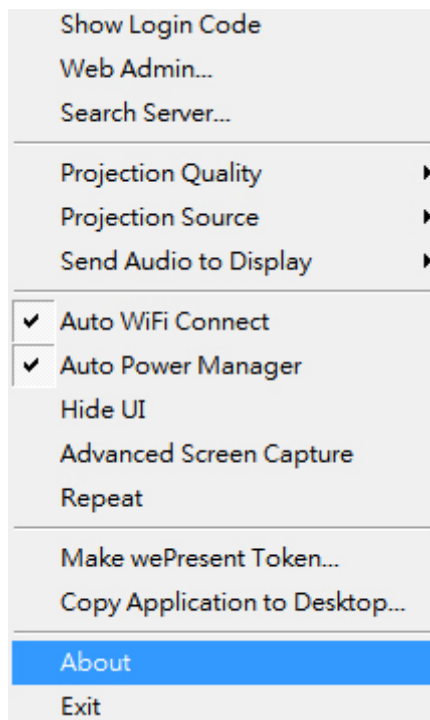 Show Login Code
Web Admin...
Search Server...
Projection Quality
Projection Source
Send Audio to Display
Auto WiFi Connect
Auto Power Manager
Hide UI
Advanced Screen Capture
Repeat
Make wePresent Token...
Copy Application to Desktop...
About
Exit